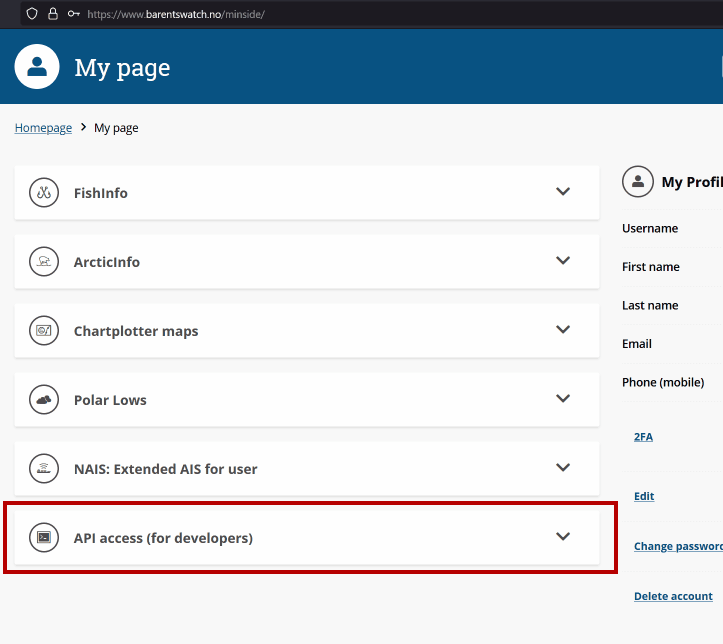 https://www.barentswatch.no/minside/
My page
Homepage > My page
FishInfo
ArcticInfo
Chartplotter maps
Polar Lows
NAIS: Extended AIS for user
API access (for developers)
My Profil
Username
First name
Last name
Email
Phone (mobile)
2FA
Edit
Change password
Delete account